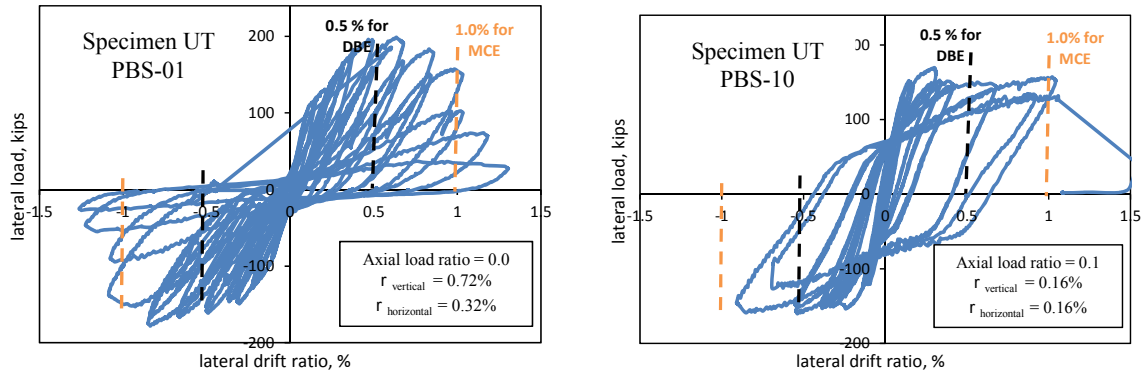 Specimen UT
PBS-01
0.5 % for
DBE
1.0% for
MCE
200
100
0
-100
-200
-1.5
-1
-0.5
0
0.5
1
1.5
lateral load, kips
lateral drift ratio, %
Axial load ratio = 0.0
r vertical = 0.72%
r horizontal = 0.32%
Specimen UT
PBS-10
0.5 % for
DBE
1.0% for
MCE
30
100
0
-100
-200
-1.5
-1
-0.5
0
0.5
1
1.5
lateral load, kips
lateral drift ratio, %
Axial load ratio = 0.1
r vertical = 0.16%
r horizontal = 0.16%